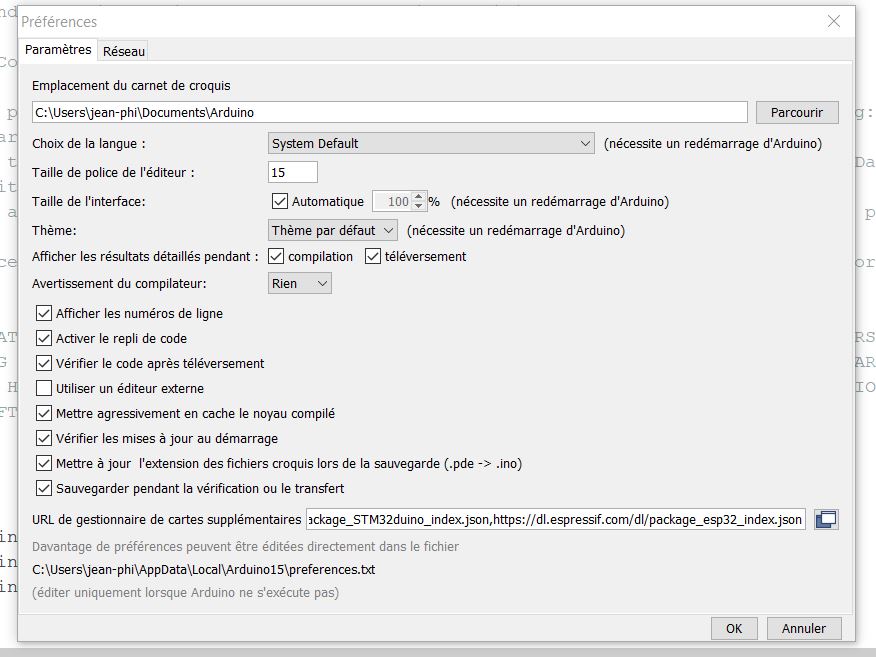 Préférences
Paramètres Réseau
Emplacement du carnet de croquis
C:\Users\jean-phi\Documents\Arduino Parcourir
Choix de la langue : System Default (nécessite un redémarrage d'Arduino)
Taille de police de l'éditeur : 15
Taille de l'interface: Automatique 100 % (nécessite un redémarrage d'Arduino)
Thème: Thème par défaut (nécessite un redémarrage d'Arduino)
Afficher les résultats détaillés pendant : compilation téléversement
Avertissement du compilateur: Rien
Afficher les numéros de ligne
Activer le repli de code
Vérifier le code après téléversement
Utiliser un éditeur externe
Mettre agressivement en cache le noyau compilé
Vérifier les mises à jour au démarrage
Mettre à jour l'extension des fichiers croquis lors de la sauvegarde (.pde -> .ino)
Sauvegarder pendant la vérification ou le transfert
URL de gestionnaire de cartes supplémentaires ackage_STM32duino_index.json,https://dl.espressif.com/dl/package_esp32_index.json
Davantage de préférences peuvent être éditées directement dans le fichier
C:\Users\jean-phi\AppData\Local\Arduino15\preferences.txt
(éditer uniquement lorsque Arduino ne s'exécute pas)
OK Annuler